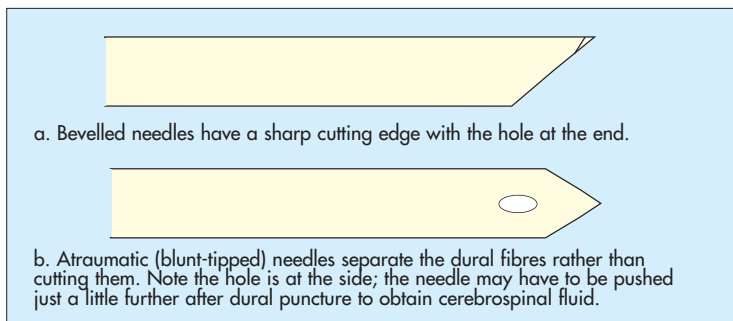 a. Bevelled needles have a sharp cutting edge with the hole at the end.
b. Atraumatic (blunt-tipped) needles separate the dural fibres rather than
cutting them. Note the hole is at the side; the needle may have to be pushed
just a little further after dural puncture to obtain cerebrospinal fluid.